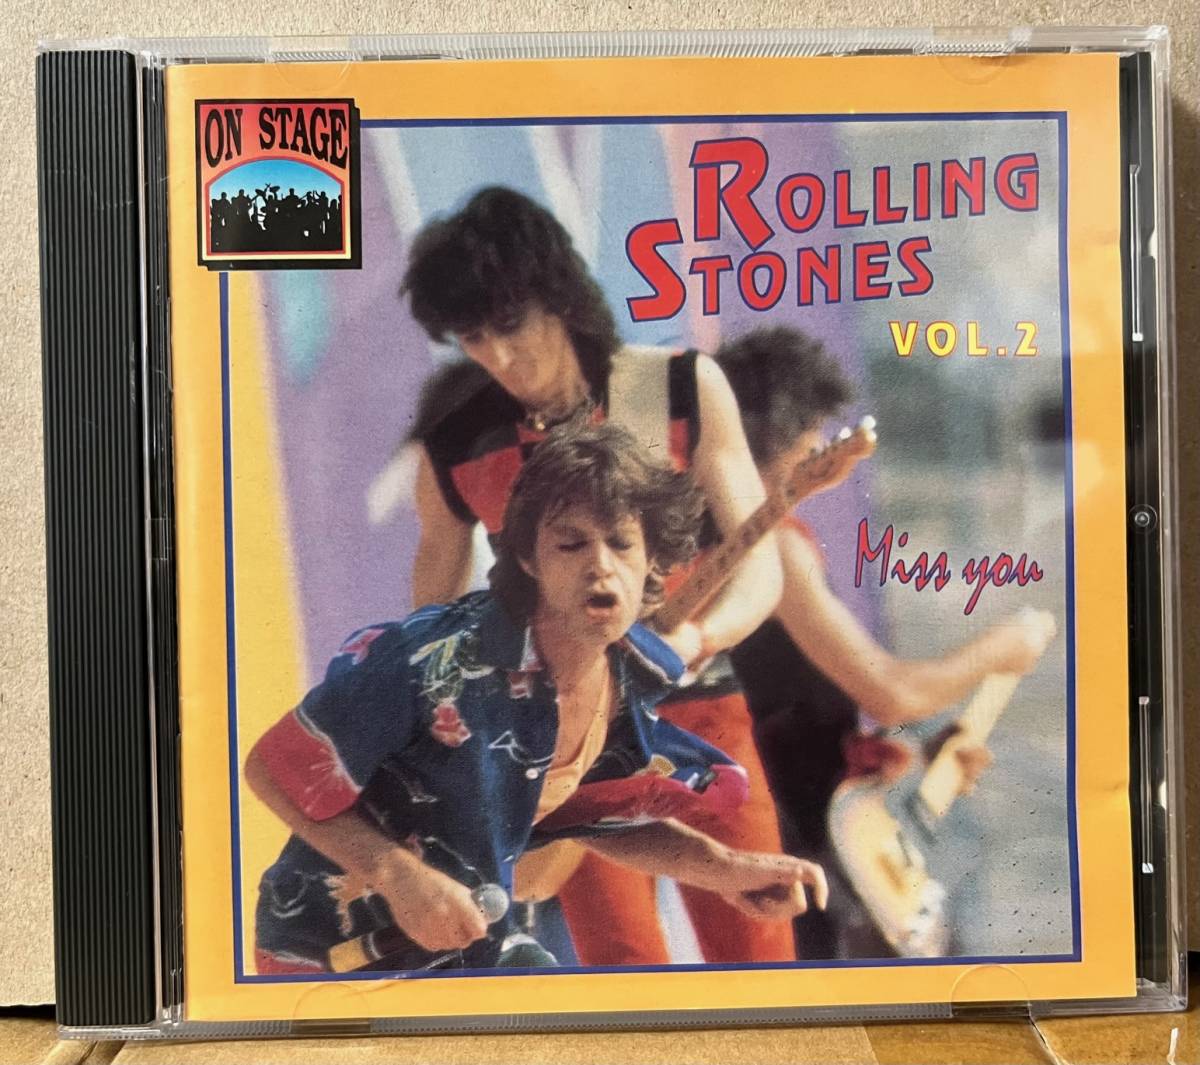 ON STAGE
ROLLING
STONES
VOL.2
Miss you